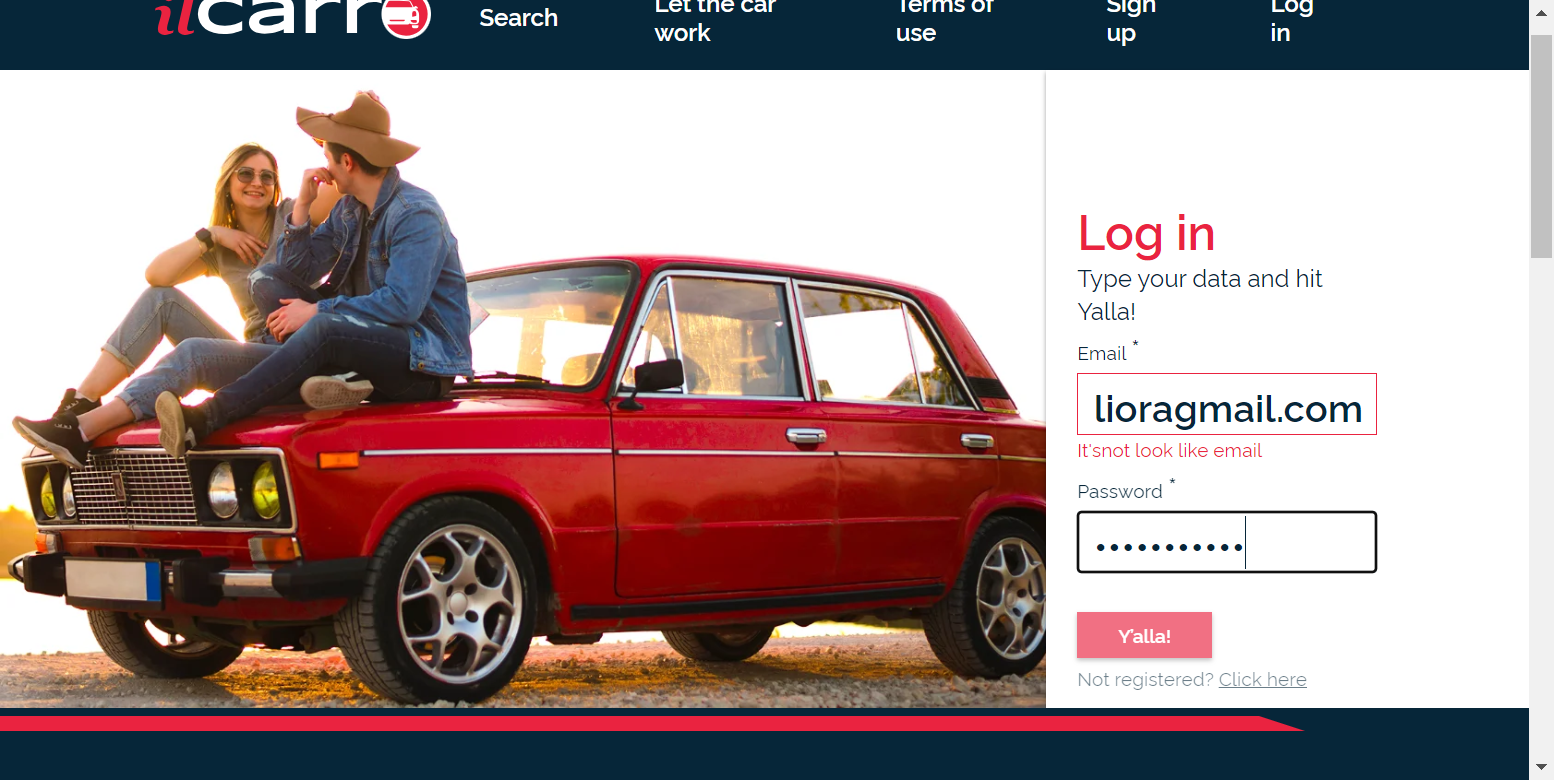 ilcarro
Search
Let the car
work
Terms of
use
Sign
up
Log
in
Log in
Type your data and hit
Yalla!
Email *
lioragmail.com
It'snot look like email
Password *
•••••••••••
Y'alla!
Not registered? Click here